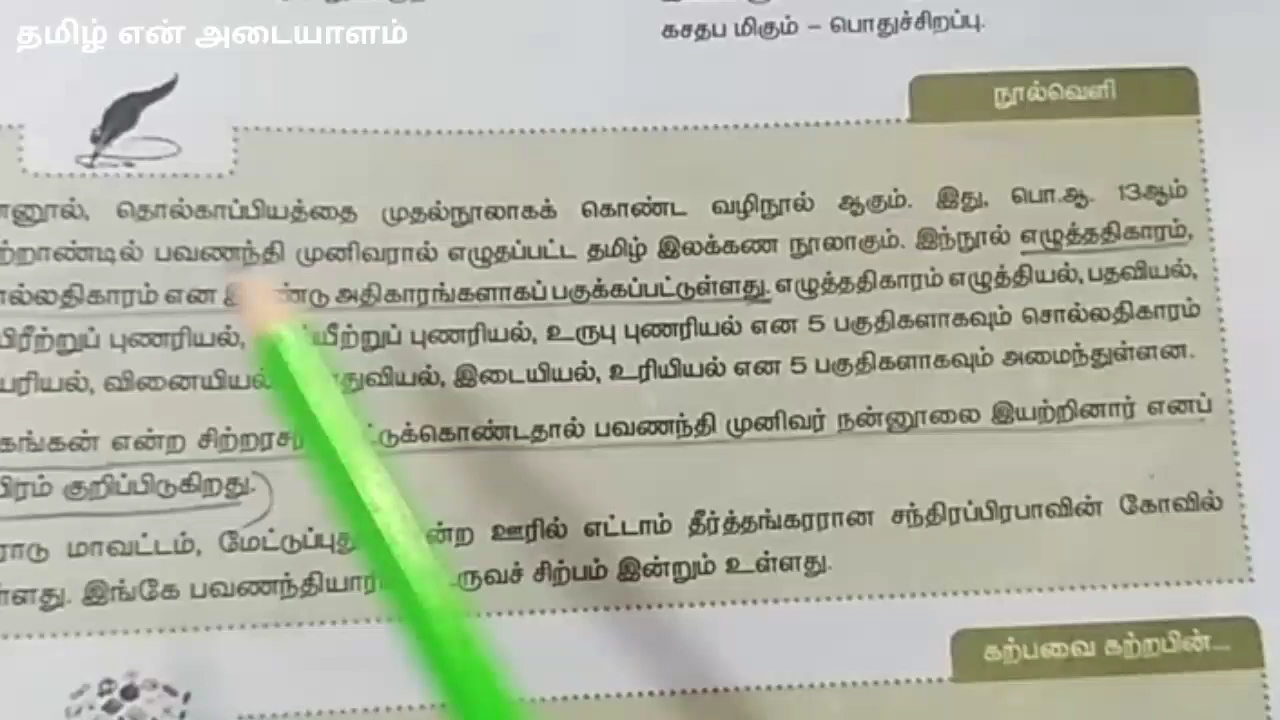 தமிழ் என் அடையாளம்
கசதப மிகும் – பொதுச்சிறப்பு.
நூல்வெளி
னூல், தொல்காப்பியத்தை முதல்நூலாகக் கொண்ட வழிநூல் ஆகும். இது, பொ.ஆ. 13ஆம்
ற்றாண்டில் பவணந்தி முனிவரால் எழுதப்பட்ட தமிழ் இலக்கண நூலாகும். இந்நூல் எழுத்ததிகாரம்,
ல்லதிகாரம் என அதிகாரங்களாகப் பகுக்கப்பட்டுள்ளது. எழுத்ததிகாரம் எழுத்தியல், பதவியல்,
யிரீற்றுப் புணரியல், யீற்றுப் புணரியல், உருபு புணரியல் என 5 பகுதிகளாகவும் சொல்லதிகாரம்
யரியல், வினையியல் துவியல், இடையியல், உரியியல் என 5 பகுதிகளாகவும் அமைந்துள்ளன.
கங்கன் என்ற சிற்றரசர் ட்டுக்கொண்டதால் பவணந்தி முனிவர் நன்னூலை இயற்றினார் எனப்
பிரம் குறிப்பிடுகிறது.
ராடு மாவட்டம், மேட்டுப்புது ன்ற ஊரில் எட்டாம் தீர்த்தங்கரரான சந்திரப்பிரபாவின் கோவில்
ளது. இங்கே பவணந்தியார் ருவச் சிற்பம் இன்றும் உள்ளது.
கற்பவை கற்றபின்...